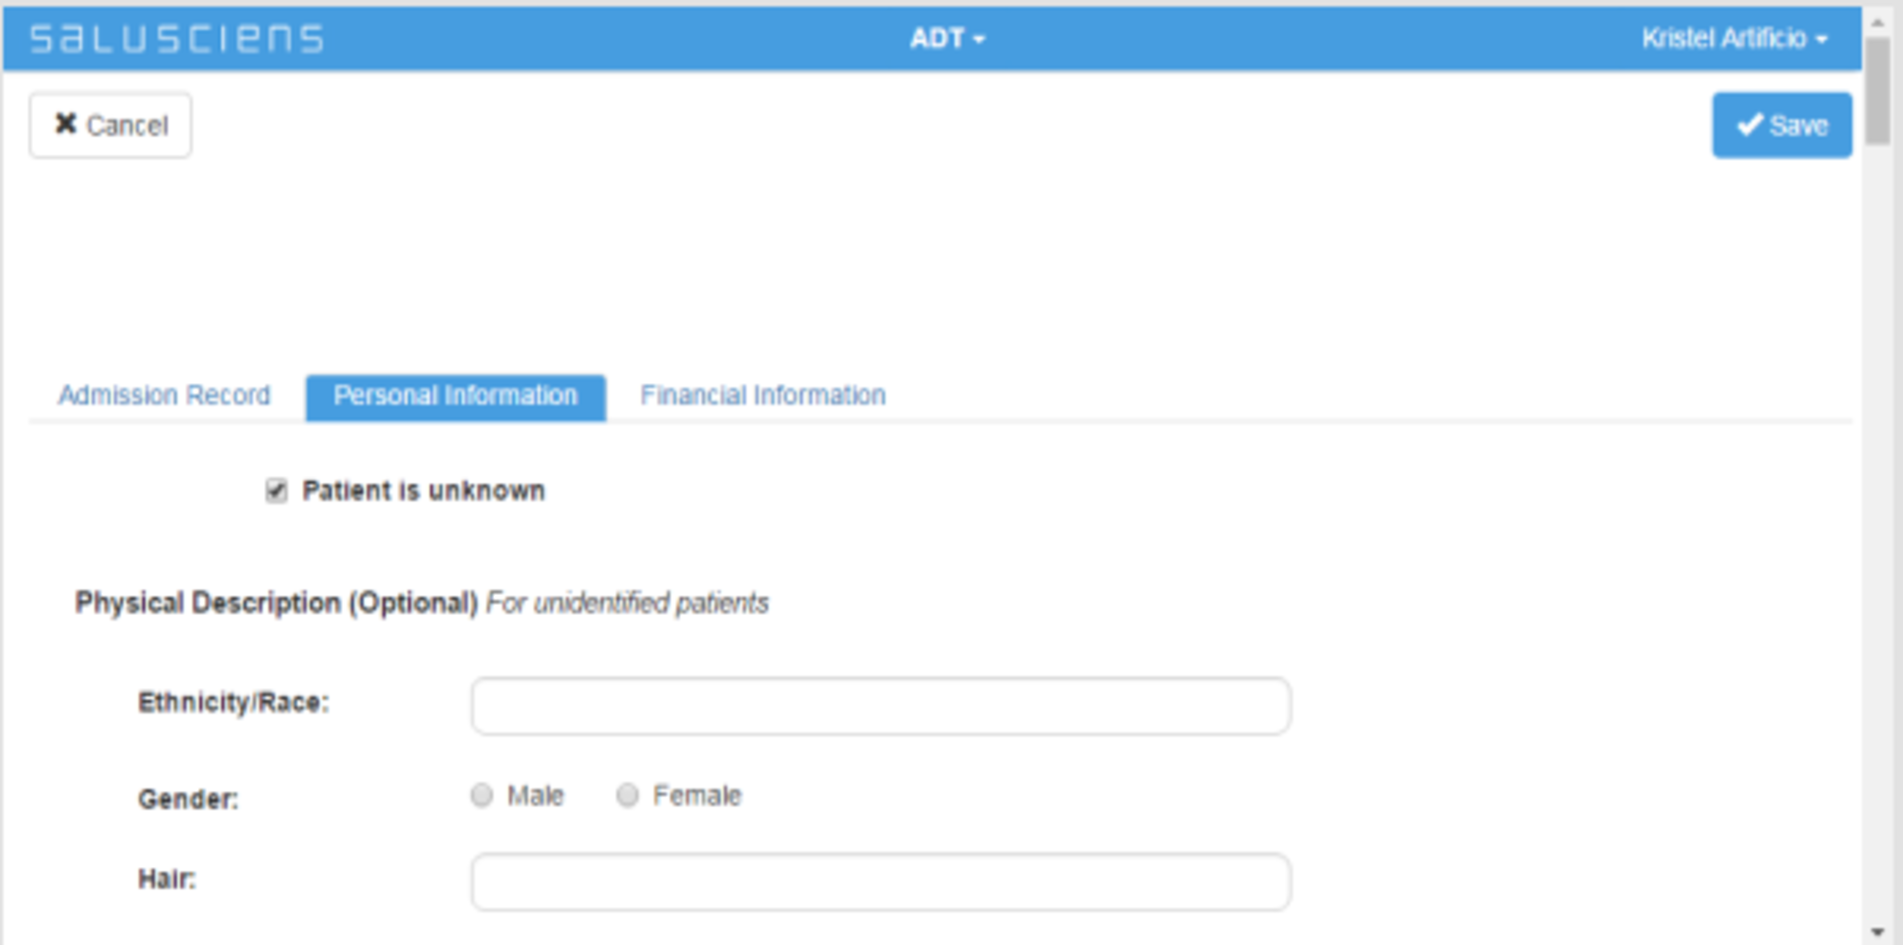 salusciens ADT Kristel Artificio
Cancel Save
Admission Record Personal Information Financial Information
Patient is unknown
Physical Description (Optional) For unidentified patients
Ethnicity/Race:
Gender: Male Female
Hair: